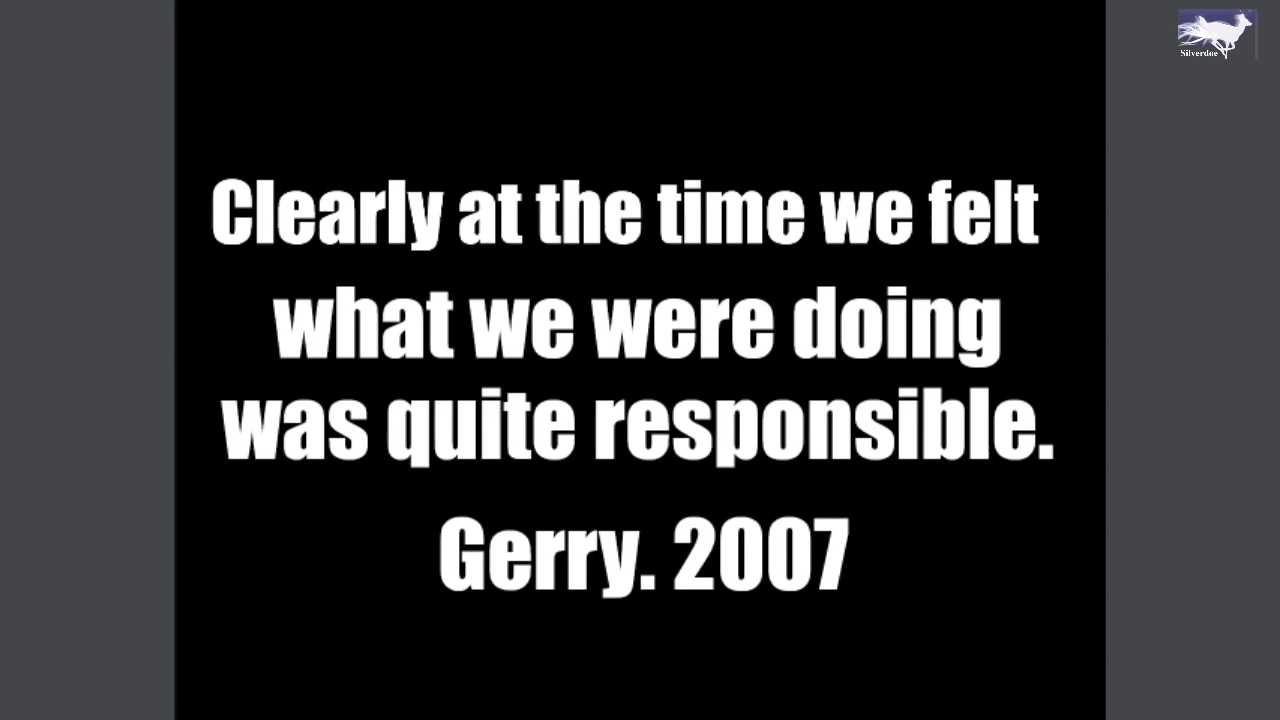 Silverdoe
Clearly at the time we felt
what we were doing
was quite responsible.
Gerry. 2007